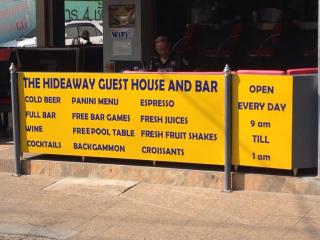 WiFi
THE HIDEAWAY GUEST HOUSE AND BAR
COLD BEER PANINI MENU ESPRESSO
FULL BAR FREE BAR GAMES FRESH JUICES
WINE FREE POOL TABLE FRESH FRUIT SHAKES
COCKTAILS BACKGAMMON CROISSANTS
OPEN
EVERY DAY
9 am
TILL
1 am